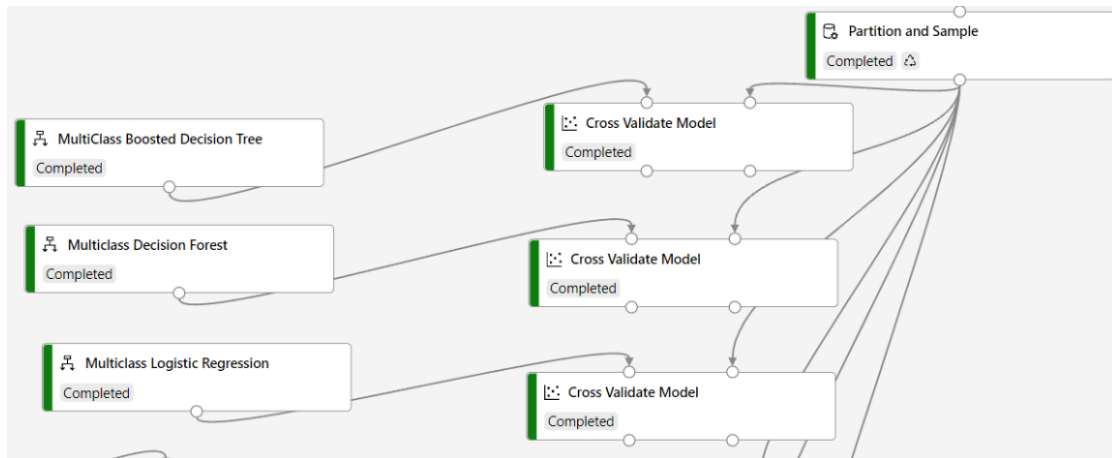 Partition and Sample
Completed
Cross Validate Model
Completed
MultiClass Boosted Decision Tree
Completed
Multiclass Decision Forest
Completed
Cross Validate Model
Completed
Multiclass Logistic Regression
Completed
Cross Validate Model
Completed